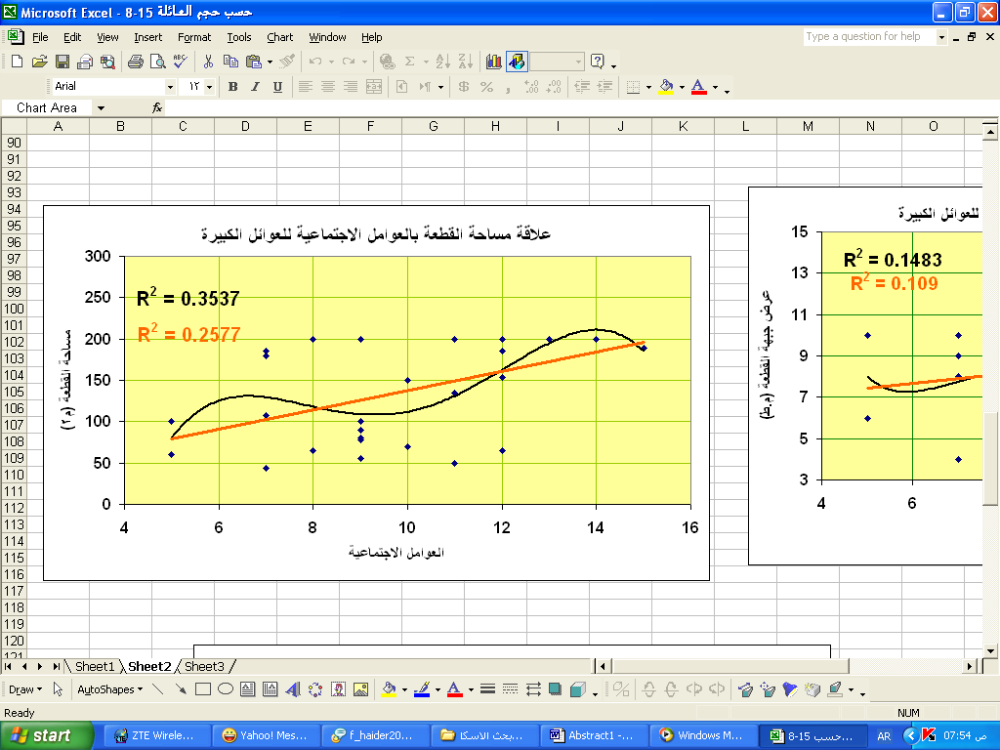 Microsoft Excel - 8-15 حسب حجم العائلة
File Edit View Insert Format Tools Chart Window Help
Type a question for help
Arial ١٢ B I U
Chart Area fx
A B C D E F G H I J K L M N O
90
91
92
93
94
95
96
97
98
99
100
101
102
103
104
105
106
107
108
109
110
111
112
113
114
115
116
117
118
119
120
121
علاقة مساحة القطعة بالعوامل الاجتماعية للعوائل الكبيرة
R2 = 0.3537
R2 = 0.2577
300
250
200
150
100
50
0
4 6 8 10 12 14 16
مساحة القطعة (م٢)
العوامل الاجتماعية
للعوائل الكبيرة
R2 = 0.1483
R2 = 0.109
15
13
11
9
7
5
3
4 6
عرض جبهة القطعة (م.ط)
Sheet1 Sheet2 Sheet3
Draw AutoShapes
Ready NUM
start ZTE Wirele... Yahoo! Mes... f_haider20... بحث الاسكا... Abstract1 -... Windows M... حسب 8-15... AR 07:54 ص